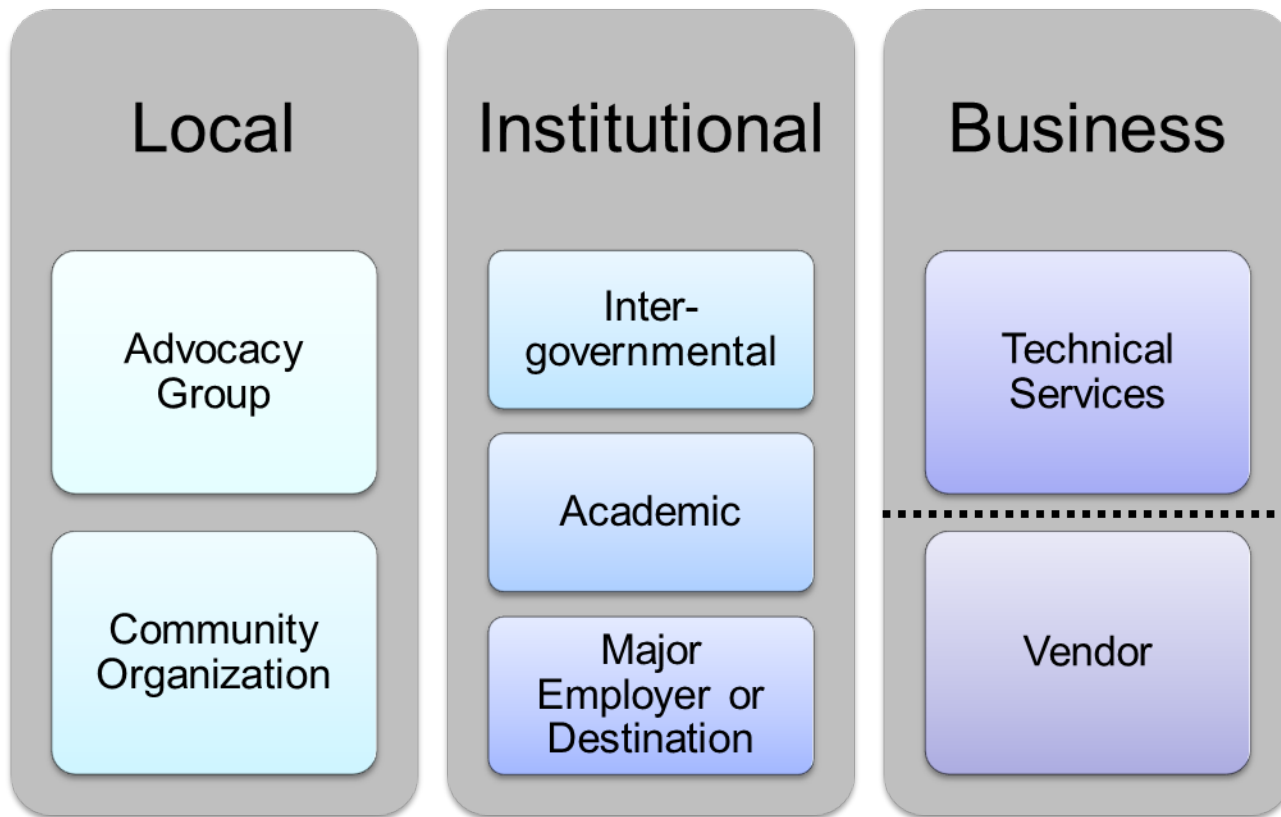 Local
Advocacy
Group
Community
Organization
Institutional
Inter-
governmental
Academic
Major
Employer or
Destination
Business
Technical
Services
Vendor